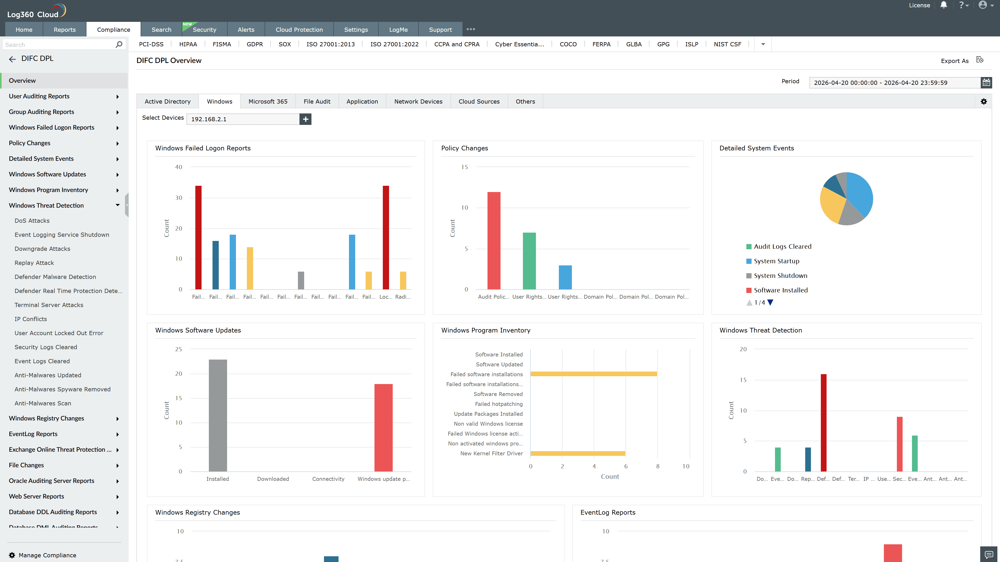 License
?
Log360 Cloud
Home
Reports
Compliance
Search
NEW
Security
Alerts
Cloud Protection
Settings
LogMe
Support
Search
PCI-DSS
HIPAA
FISMA
GDPR
SOX
ISO 27001:2013
ISO 27001:2022
CCPA and CPRA
Cyber Essentia...
COCO
FERPA
GLBA
GPG
ISLP
NIST CSF
DIFC DPL
Overview
User Auditing Reports
Group Auditing Reports
Windows Failed Logon Reports
Policy Changes
Detailed System Events
Windows Software Updates
Windows Program Inventory
Windows Threat Detection
DoS Attacks
Event Logging Service Shutdown
Downgrade Attacks
Replay Attack
Defender Malware Detection
Defender Real Time Protection Dete...
Terminal Server Attacks
IP Conflicts
User Account Locked Out Error
Security Logs Cleared
Event Logs Cleared
Anti-Malwares Updated
Anti-Malwares Spyware Removed
Anti-Malwares Scan
Windows Registry Changes
EventLog Reports
Exchange Online Threat Protection ...
File Changes
Oracle Auditing Server Reports
Web Server Reports
Database DDL Auditing Reports
Database DML Auditing Reports
Manage Compliance
DIFC DPL Overview
Export As
Period
2026-04-20 00:00:00 - 2026-04-20 23:59:59
Active Directory
Windows
Microsoft 365
File Audit
Application
Network Devices
Cloud Sources
Others
Select Devices
192.168.2.1
Windows Failed Logon Reports
40
30
20
10
0
Count
Fail... Fail... Fail... Fail... Fail... Fail... Fail... Fail... Fail... Fail... Fail... Loc... Radi...
Policy Changes
15
10
5
0
Count
Audit Polic... User Rights... User Rights... Domain Pol... Domain Pol... Domain Pol...
Detailed System Events
Audit Logs Cleared
System Startup
System Shutdown
Software Installed
1/4
Windows Software Updates
25
20
15
10
5
0
Count
Installed Downloaded Connectivity Windows update p...
Windows Program Inventory
Software Installed
Software Updated
Failed software installations
Failed software installations...
Software Removed
Failed hotpatching
Update Packages Installed
Non valid Windows license
Failed Windows license acti...
Non activated windows pro...
New Kernel Filter Driver
0 2 4 6 8 10
Count
Windows Threat Detection
20
15
10
5
0
Count
Do... Eve... Do... Rep... Def... Def... Ter... IP ... Use... Sec... Eve... Ant... Ant... Ant...
Windows Registry Changes
10
7.5
EventLog Reports
10
7.5